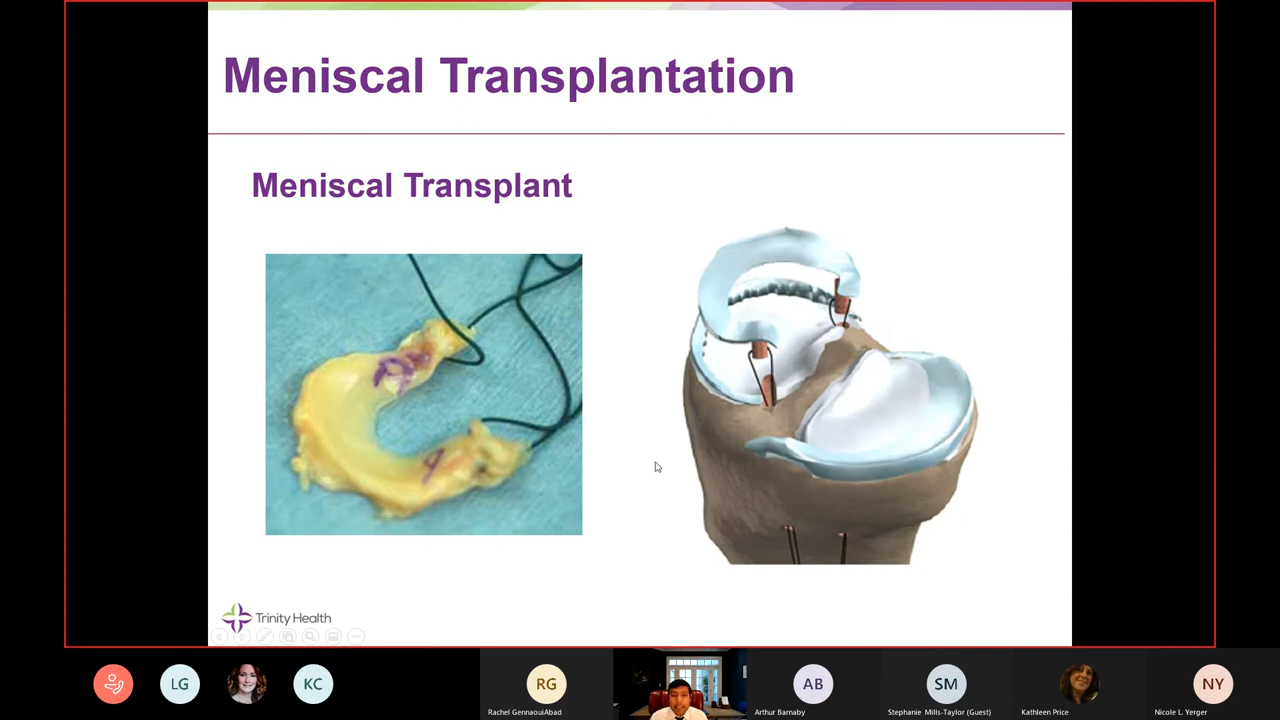 Meniscal Transplantation
Meniscal Transplant
Trinity Health
LG
KC
RG
Rachel GennaouiAbad
AB
Arthur Barnaby
SM
Stephanie Mills-Taylor (Guest)
Kathleen Price
NY
Nicole L. Yerger